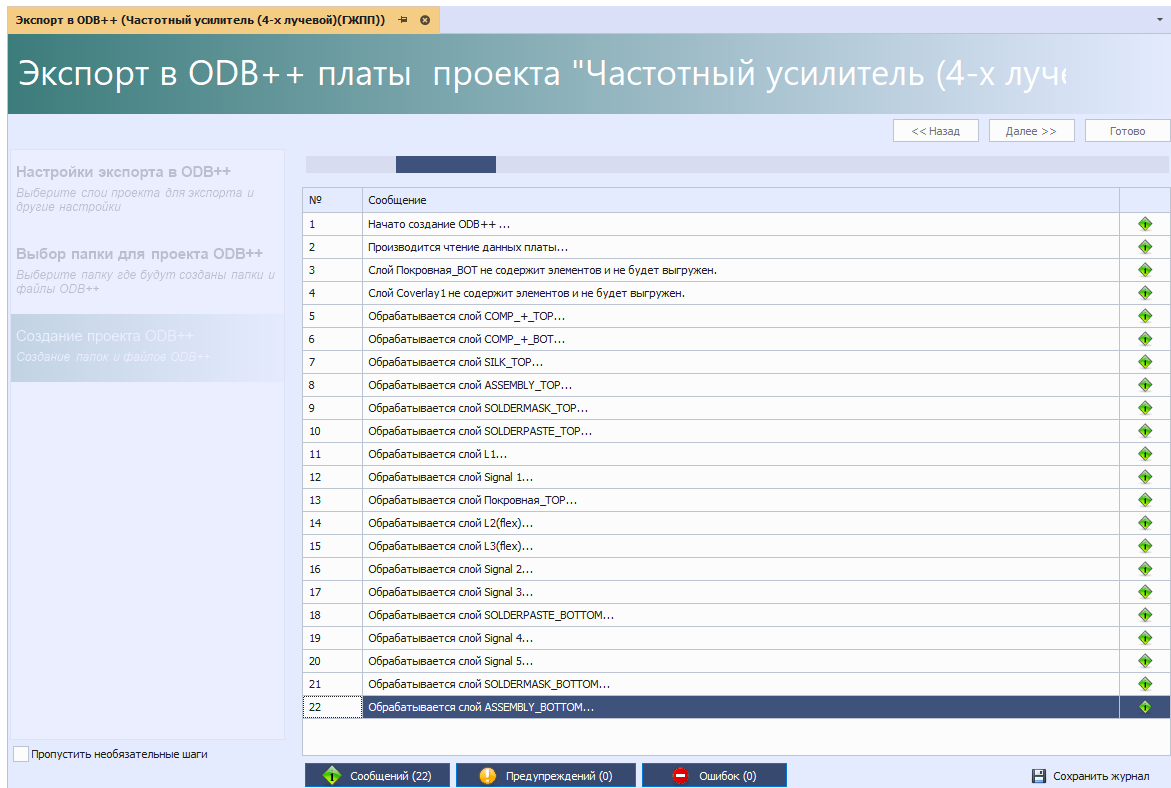 Экспорт в ODB++ (Частотный усилитель (4-х лучевой)(ГЖПП))
Экспорт в ODB++ платы проекта "Частотный усилитель (4-х луче
<< Назад
Далее >>
Готово
Настройки экспорта в ODB++
Выберите слои проекта для экспорта и
другие настройки
Выбор папки для проекта ODB++
Выберите папку где будут созданы папки и
файлы ODB++
Создание проекта ODB++
Создание папок и файлов ODB++
Пропустить необязательные шаги
№ Сообщение
1 Начато создание ODB++ ...
2 Производится чтение данных платы...
3 Слой Покровная_BOT не содержит элементов и не будет выгружен.
4 Слой Coverlay1 не содержит элементов и не будет выгружен.
5 Обрабатывается слой COMP_+_TOP...
6 Обрабатывается слой COMP_+_BOT...
7 Обрабатывается слой SILK_TOP...
8 Обрабатывается слой ASSEMBLY_TOP...
9 Обрабатывается слой SOLDERMASK_TOP...
10 Обрабатывается слой SOLDERPASTE_TOP...
11 Обрабатывается слой L1...
12 Обрабатывается слой Signal 1...
13 Обрабатывается слой Покровная_TOP...
14 Обрабатывается слой L2(flex)...
15 Обрабатывается слой L3(flex)...
16 Обрабатывается слой Signal 2...
17 Обрабатывается слой Signal 3...
18 Обрабатывается слой SOLDERPASTE_BOTTOM...
19 Обрабатывается слой Signal 4...
20 Обрабатывается слой Signal 5...
21 Обрабатывается слой SOLDERMASK_BOTTOM...
22 Обрабатывается слой ASSEMBLY_BOTTOM...
Сообщений (22)
Предупреждений (0)
Ошибок (0)
Сохранить журнал